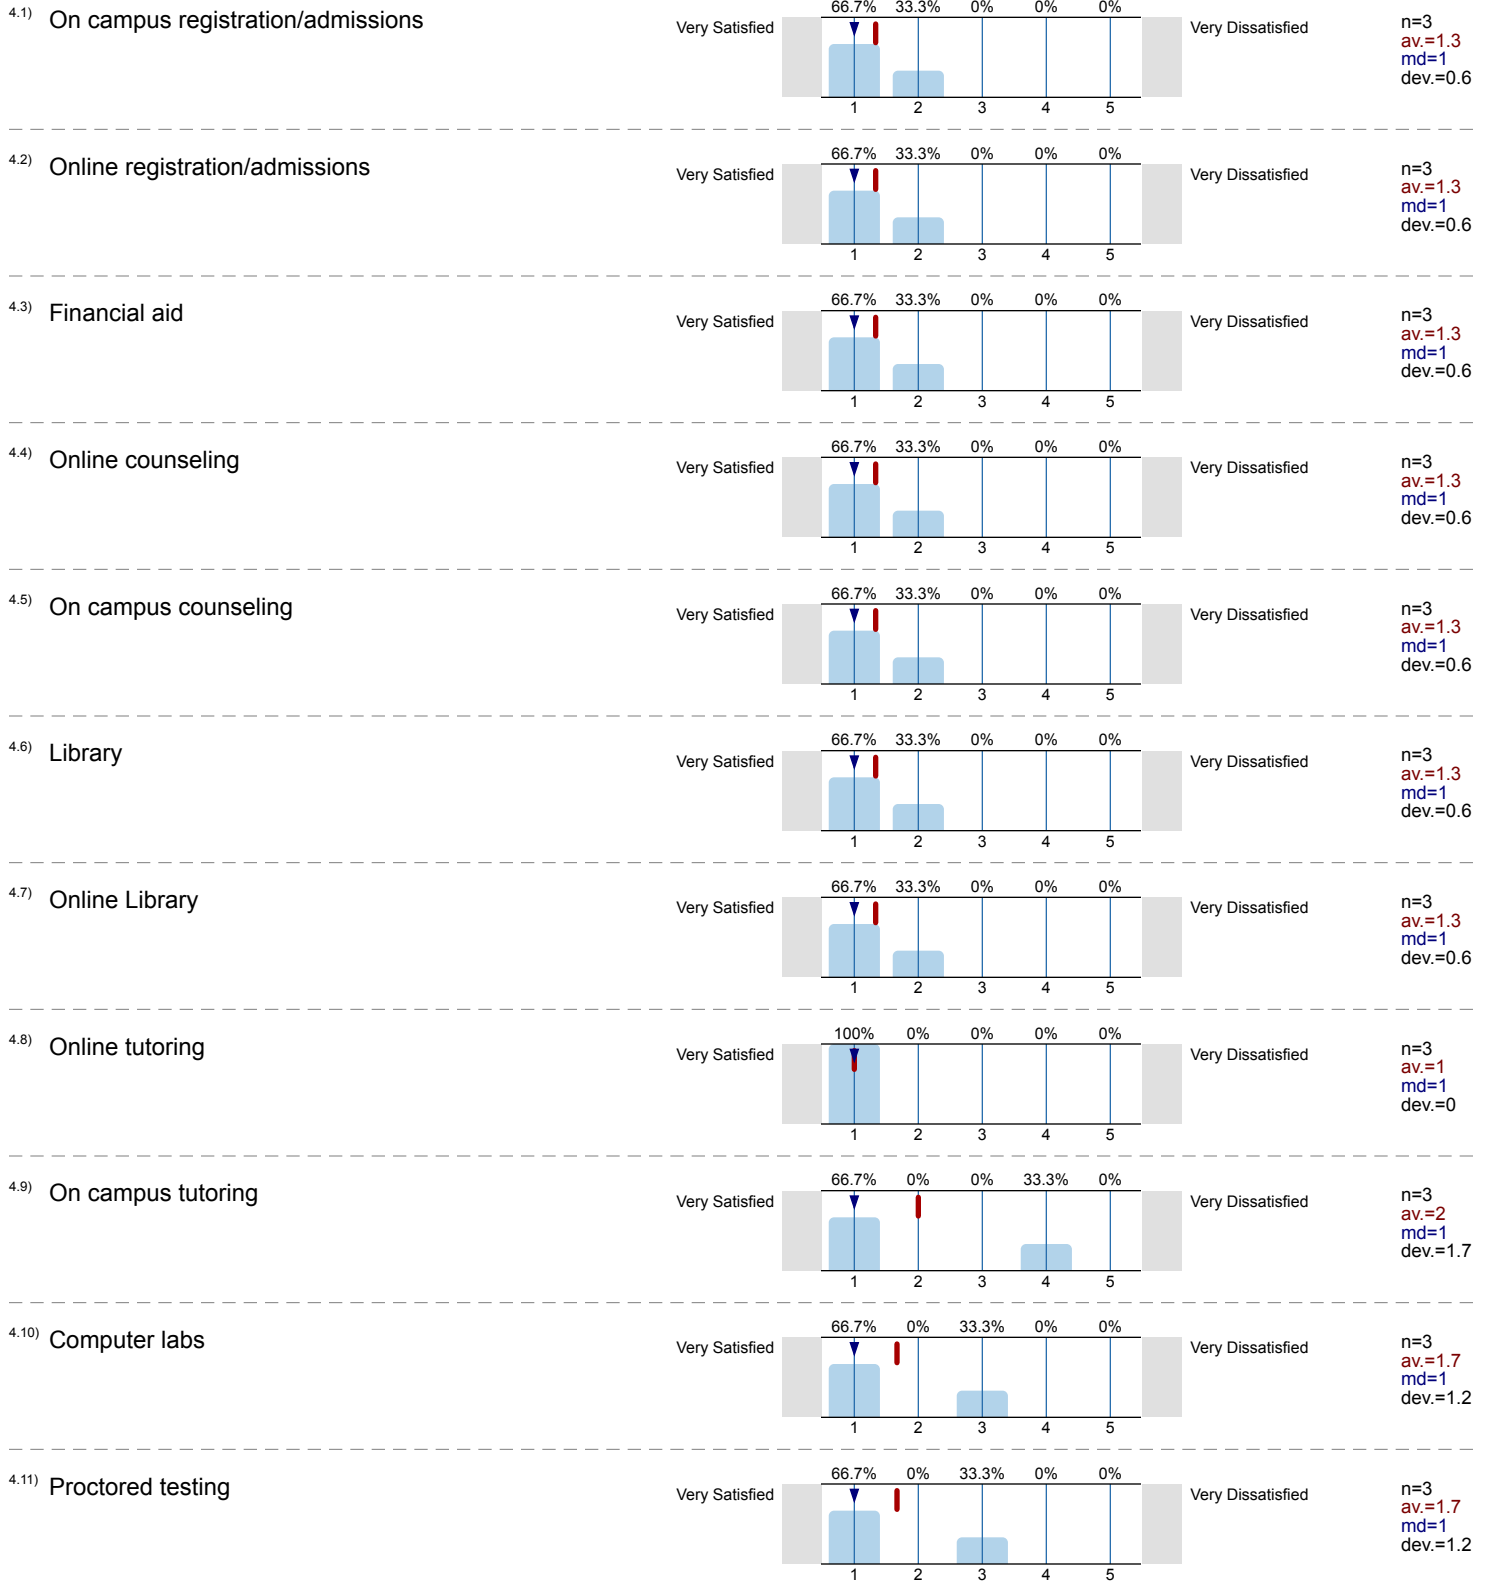 4.1) On campus registration/admissions
66.7% 33.3% 0% 0% 0%
Very Satisfied Very Dissatisfied
1 2 3 4 5
n=3
av.=1.3
md=1
dev.=0.6
4.2) Online registration/admissions
66.7% 33.3% 0% 0% 0%
Very Satisfied Very Dissatisfied
1 2 3 4 5
n=3
av.=1.3
md=1
dev.=0.6
4.3) Financial aid
66.7% 33.3% 0% 0% 0%
Very Satisfied Very Dissatisfied
1 2 3 4 5
n=3
av.=1.3
md=1
dev.=0.6
4.4) Online counseling
66.7% 33.3% 0% 0% 0%
Very Satisfied Very Dissatisfied
1 2 3 4 5
n=3
av.=1.3
md=1
dev.=0.6
4.5) On campus counseling
66.7% 33.3% 0% 0% 0%
Very Satisfied Very Dissatisfied
1 2 3 4 5
n=3
av.=1.3
md=1
dev.=0.6
4.6) Library
66.7% 33.3% 0% 0% 0%
Very Satisfied Very Dissatisfied
1 2 3 4 5
n=3
av.=1.3
md=1
dev.=0.6
4.7) Online Library
66.7% 33.3% 0% 0% 0%
Very Satisfied Very Dissatisfied
1 2 3 4 5
n=3
av.=1.3
md=1
dev.=0.6
4.8) Online tutoring
100% 0% 0% 0% 0%
Very Satisfied Very Dissatisfied
1 2 3 4 5
n=3
av.=1
md=1
dev.=0
4.9) On campus tutoring
66.7% 0% 0% 33.3% 0%
Very Satisfied Very Dissatisfied
1 2 3 4 5
n=3
av.=2
md=1
dev.=1.7
4.10) Computer labs
66.7% 0% 33.3% 0% 0%
Very Satisfied Very Dissatisfied
1 2 3 4 5
n=3
av.=1.7
md=1
dev.=1.2
4.11) Proctored testing
66.7% 0% 33.3% 0% 0%
Very Satisfied Very Dissatisfied
1 2 3 4 5
n=3
av.=1.7
md=1
dev.=1.2